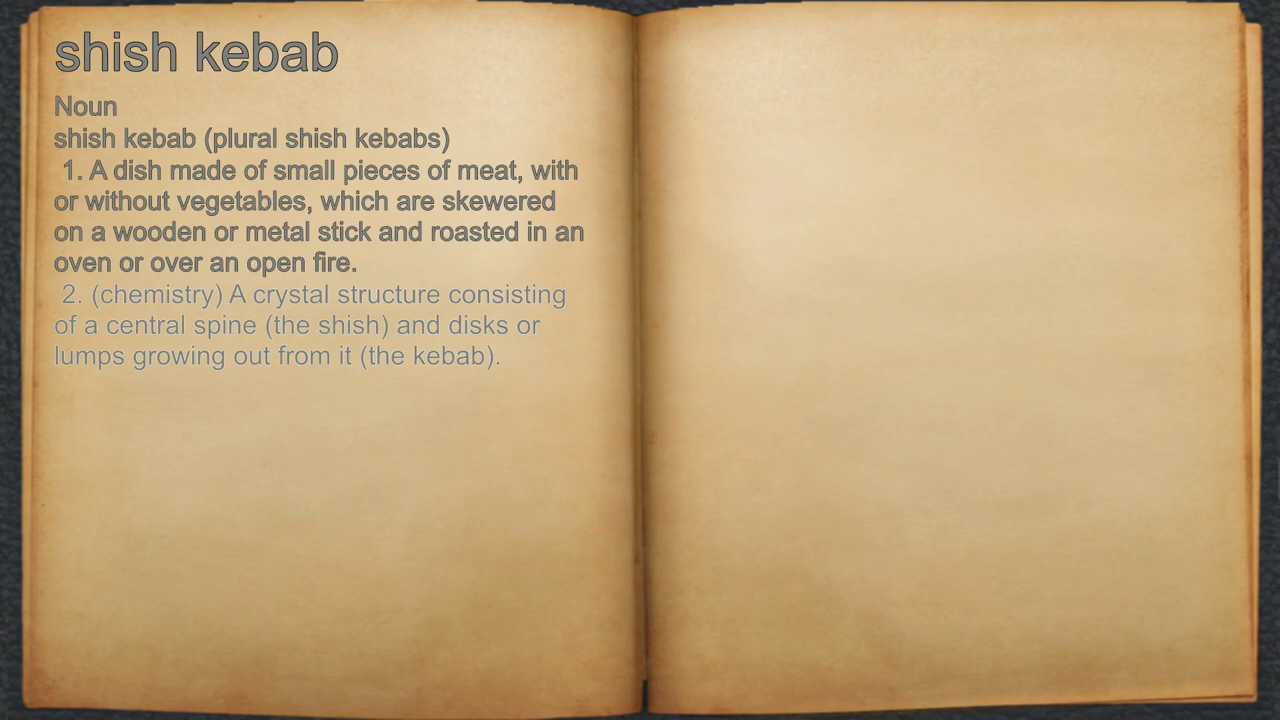 shish kebab
Noun
shish kebab (plural shish kebabs)
1. A dish made of small pieces of meat, with
or without vegetables, which are skewered
on a wooden or metal stick and roasted in an
oven or over an open fire.
2. (chemistry) A crystal structure consisting
of a central spine (the shish) and disks or
lumps growing out from it (the kebab).